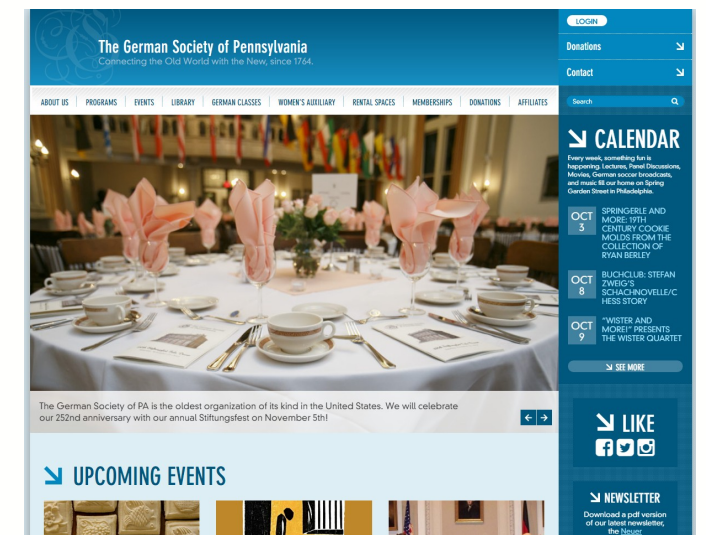 The German Society of Pennsylvania
Connecting the Old World with the New, since 1764.
LOGIN
Donations
Contact
ABOUT US
PROGRAMS
EVENTS
LIBRARY
GERMAN CLASSES
WOMEN'S AUXILIARY
RENTAL SPACES
MEMBERSHIPS
DONATIONS
AFFILIATES
Search
The German Society of PA is the oldest organization of its kind in the United States. We will celebrate
our 252nd anniversary with our annual Stiftungsfest on November 5th!
UPCOMING EVENTS
CALENDAR
Every week, something fun is
happening. Lectures, Panel Discussions,
Movies, German soccer broadcasts,
and music fill our home on Spring
Garden Street in Philadelphia.
OCT
3
SPRINGERLE AND
MORE: 19TH
CENTURY COOKIE
MOLDS FROM THE
COLLECTION OF
RYAN BERLEY
OCT
8
BUCHCLUB: STEFAN
ZWEIG'S
SCHACHNOVELLE/C
HESS STORY
OCT
9
"WISTER AND
MORE!" PRESENTS
THE WISTER QUARTET
SEE MORE
LIKE
NEWSLETTER
Download a pdf version
of our latest newsletter,
the Neuer